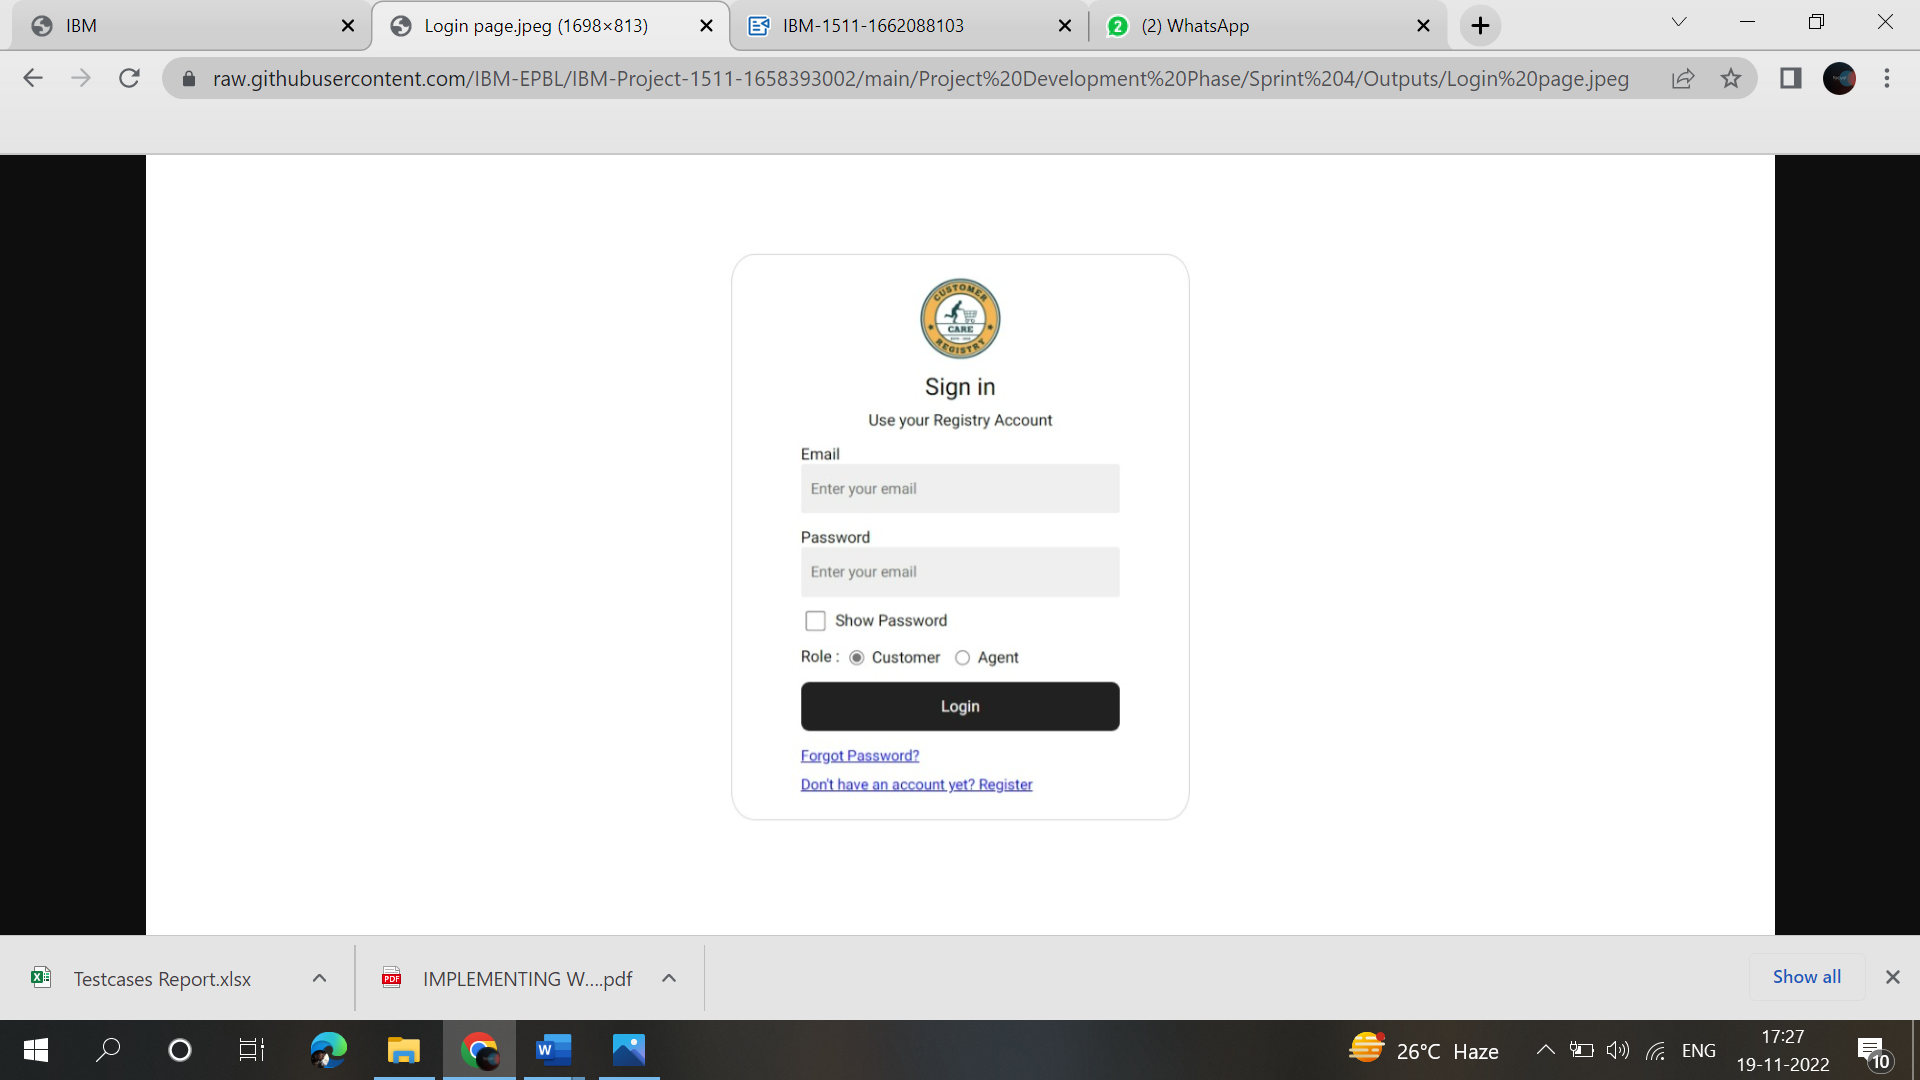 IBM
Login page.jpeg (1698×813)
IBM-1511-1662088103
2
(2) WhatsApp
raw.githubusercontent.com/IBM-EPBL/IBM-Project-1511-1658393002/main/Project%20Development%20Phase/Sprint%204/Outputs/Login%20page.jpeg
CUSTOMER
CARE
REGISTRY
Sign in
Use your Registry Account
Email
Enter your email
Password
Enter your email
Show Password
Role : Customer Agent
Login
Forgot Password?
Don't have an account yet? Register
Testcases Report.xlsx
PDF
IMPLEMENTING W....pdf
Show all
W
26°C Haze
ENG
17:27
19-11-2022
10